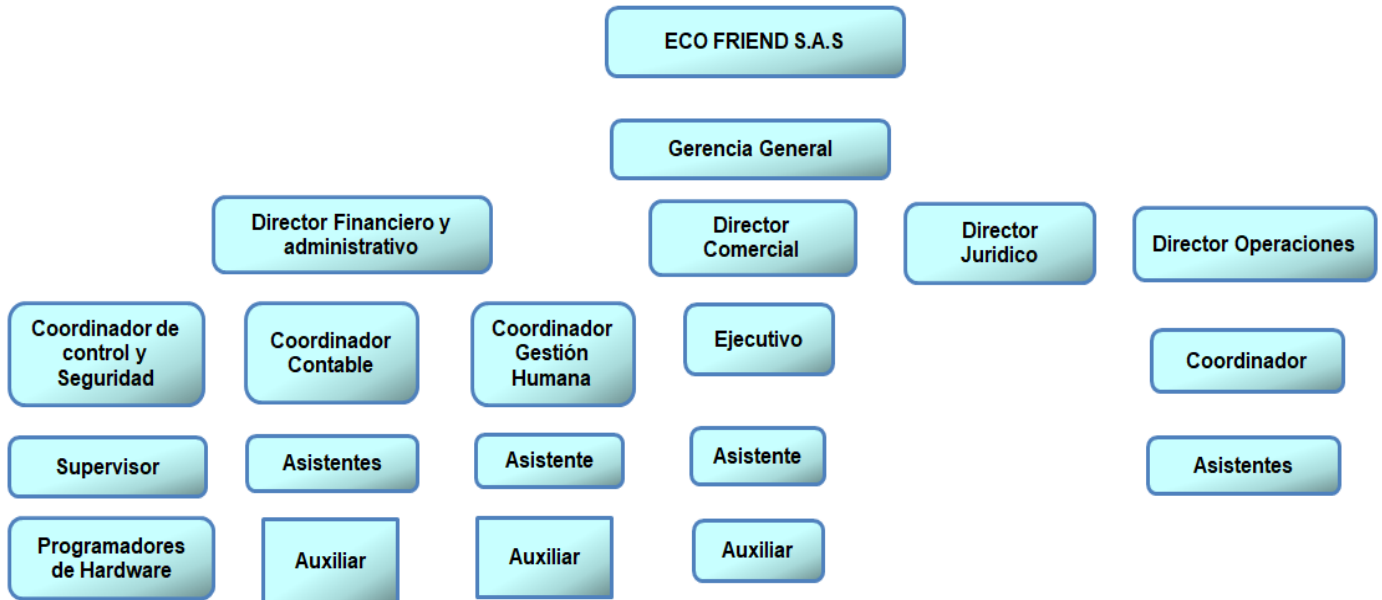 ECO FRIEND S.A.S
Gerencia General
Director Financiero y
administrativo
Director
Comercial
Director
Juridico
Director Operaciones
Coordinador de
control y
Seguridad
Coordinador
Contable
Coordinador
Gestión
Humana
Ejecutivo
Coordinador
Supervisor
Asistentes
Asistente
Asistente
Asistentes
Programadores
de Hardware
Auxiliar
Auxiliar
Auxiliar